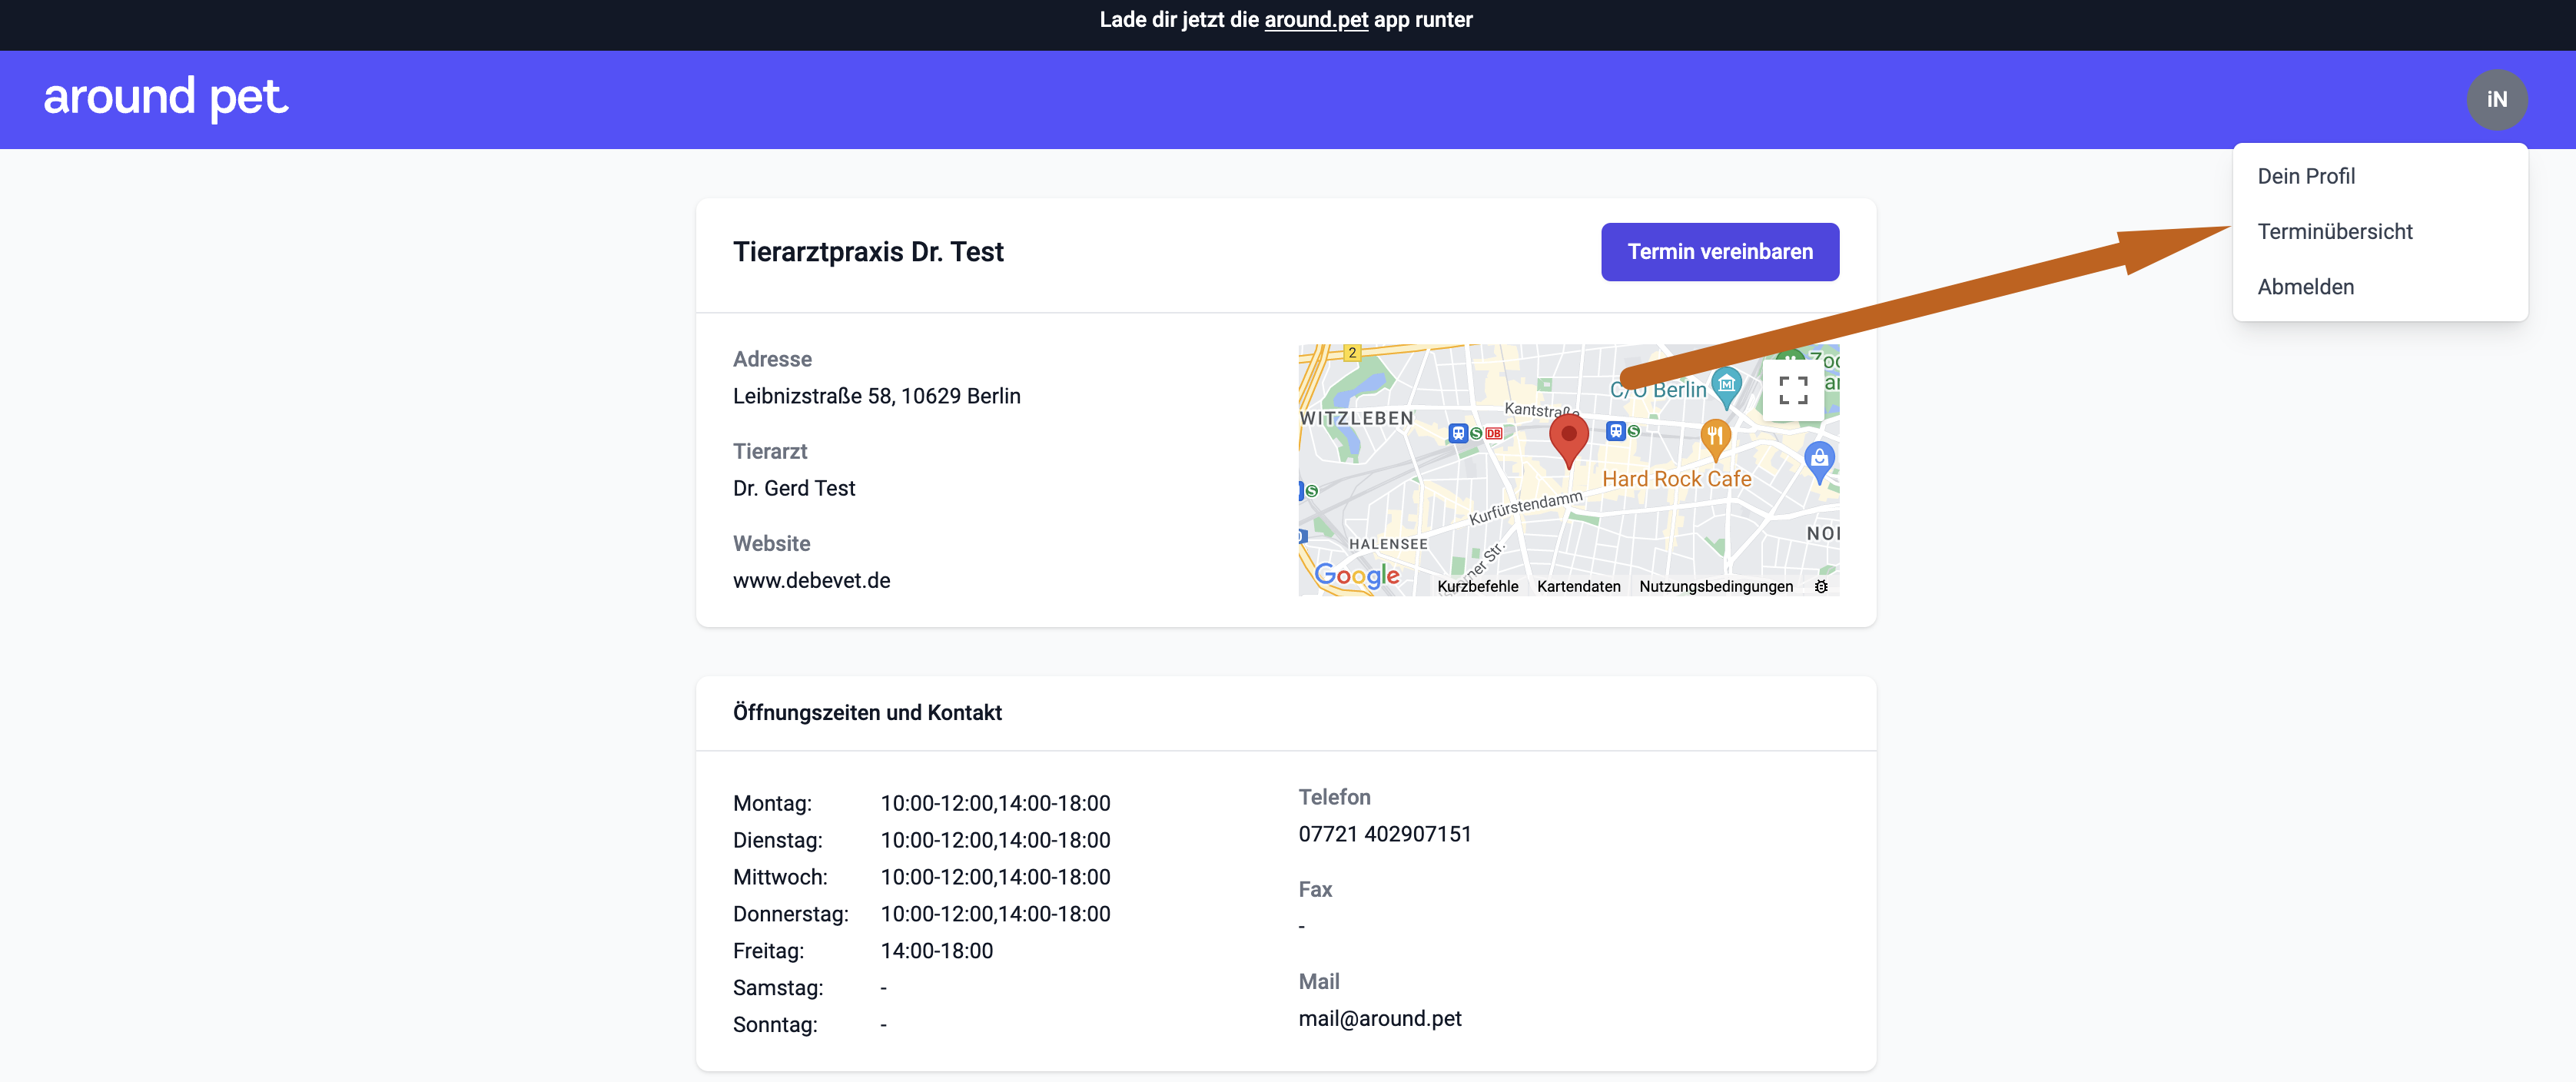 Lade dir jetzt die around.pet app runter
around pet.
iN
Dein Profil
Terminübersicht
Abmelden
Tierarztpraxis Dr. Test
Termin vereinbaren
Adresse
Leibnizstraße 58, 10629 Berlin
Tierarzt
Dr. Gerd Test
Website
www.debevet.de
2
Zoo
C/O Berlin
WITZLEBEN
Kantstraße
S
DB
S
Hard Rock Cafe
S
Kurfürstendamm
HALENSEE
Str.
Google
Kurzbefehle
Kartendaten
Nutzungsbedingungen
Öffnungszeiten und Kontakt
Montag: 10:00-12:00,14:00-18:00
Dienstag: 10:00-12:00,14:00-18:00
Mittwoch: 10:00-12:00,14:00-18:00
Donnerstag: 10:00-12:00,14:00-18:00
Freitag: 14:00-18:00
Samstag: -
Sonntag: -
Telefon
07721 402907151
Fax
-
Mail
mail@around.pet